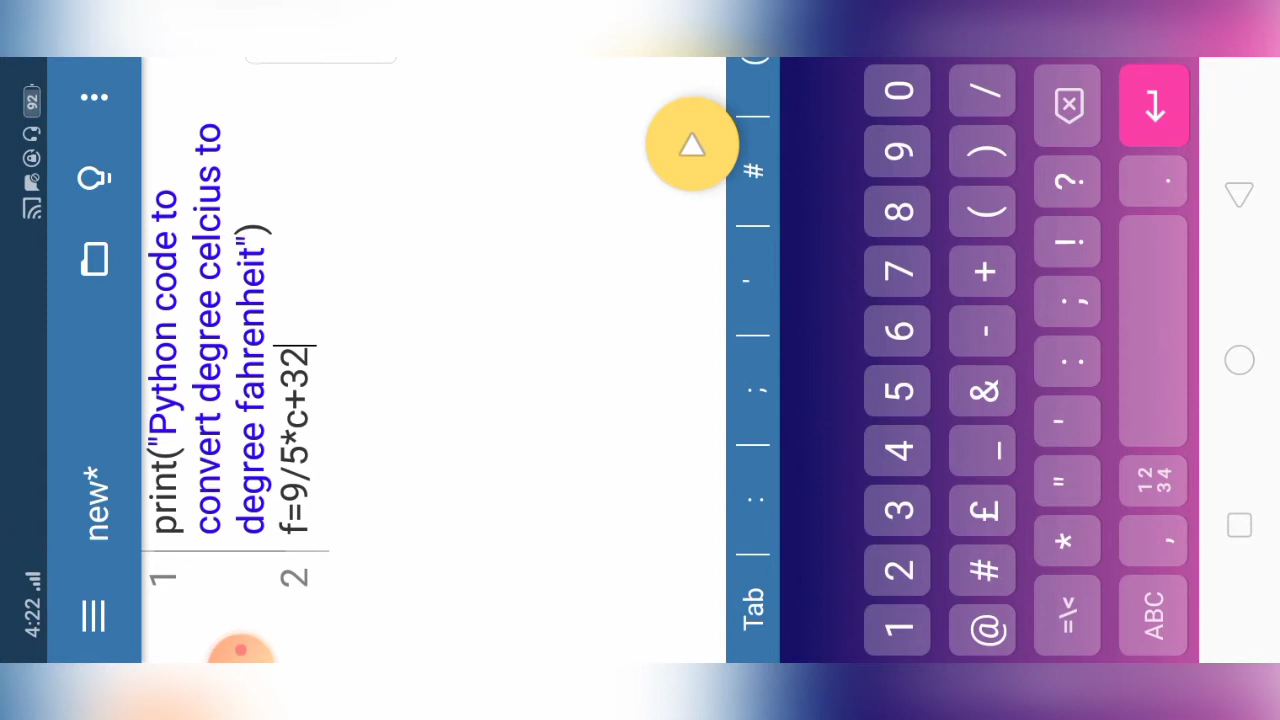 4:22
92
new*
1 print("Python code to
convert degree celcius to
degree fahrenheit")
2 f=9/5*c+32
Tab : ; ' # (
1 2 3 4 5 6 7 8 9 0
@ # £ _ & - + ( ) /
=\< * " ' : ; ! ?
ABC , 12 34 .